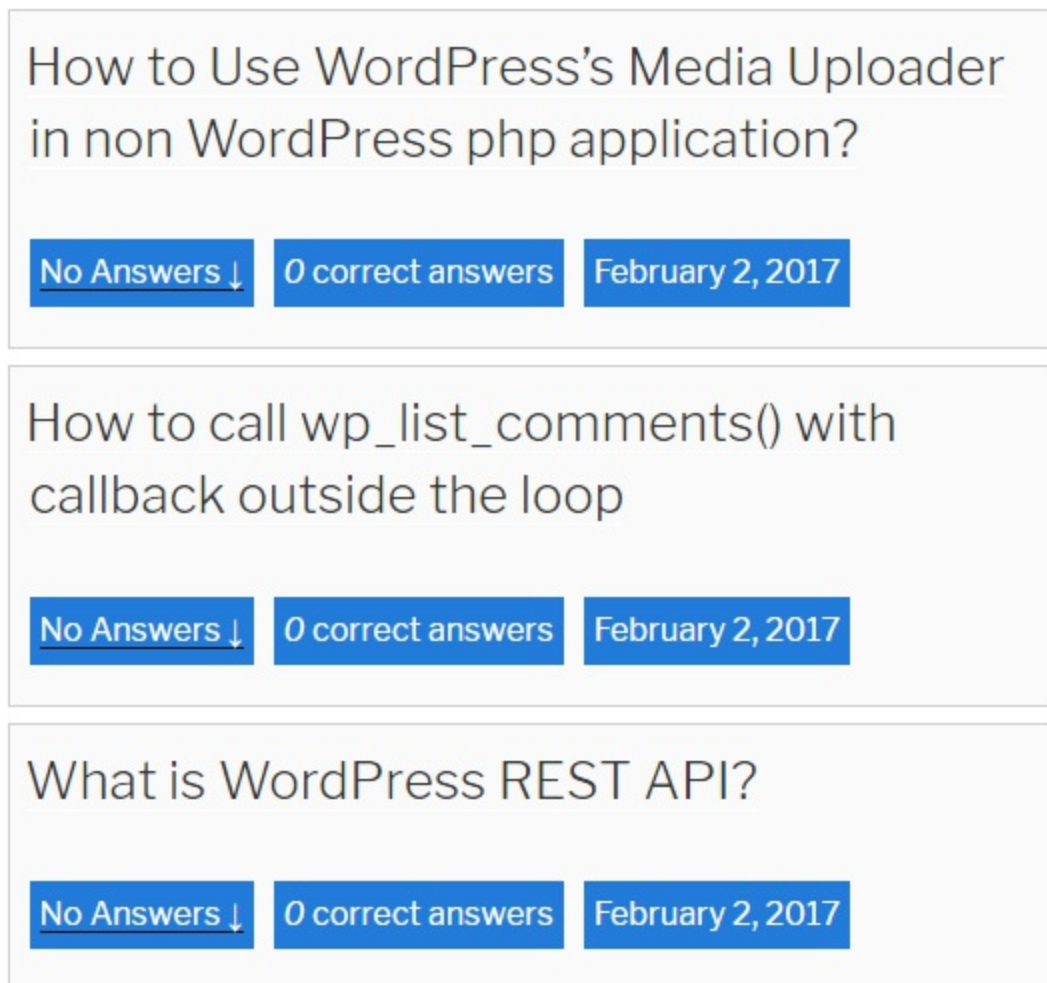 How to Use WordPress’s Media Uploader
in non WordPress php application?
No Answers ↓ 0 correct answers February 2, 2017
How to call wp_list_comments() with
callback outside the loop
No Answers ↓ 0 correct answers February 2, 2017
What is WordPress REST API?
No Answers ↓ 0 correct answers February 2, 2017